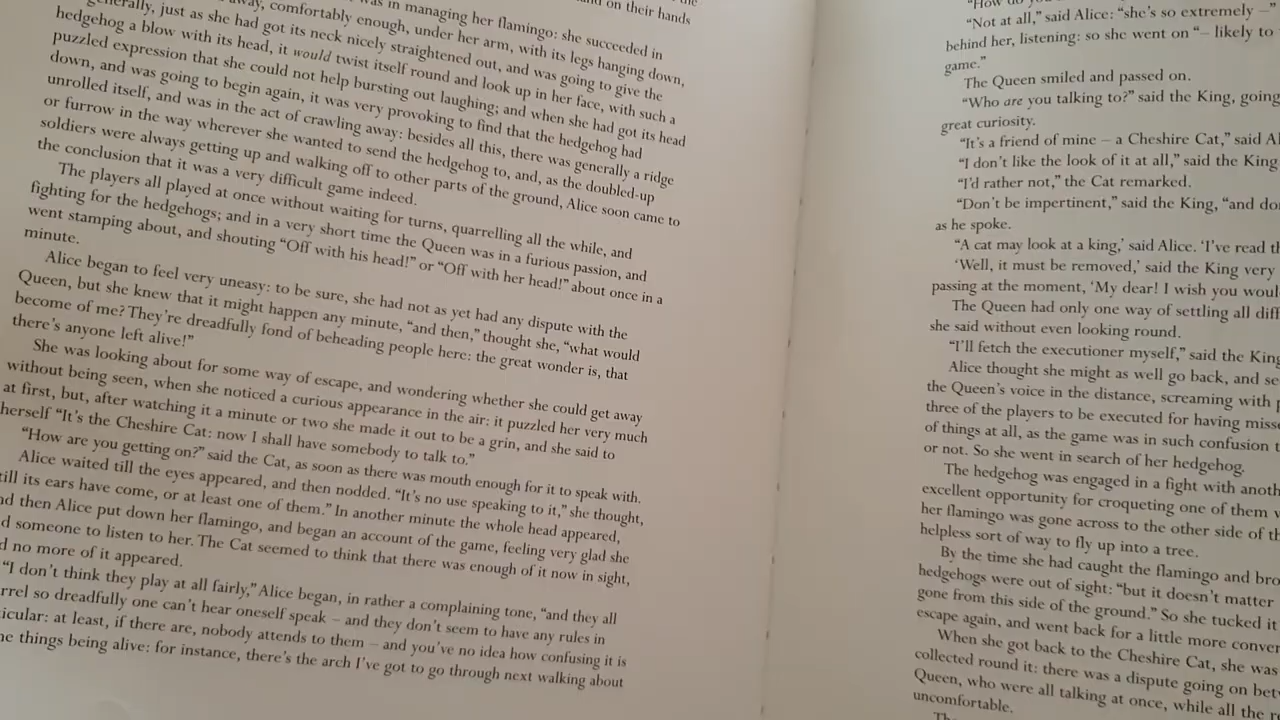 the
and on their hands
was in managing her flamingo: she succeeded in
away, comfortably enough, under her arm, with its legs hanging down,
generally, just as she had got its neck nicely straightened out, and was going to give the
hedgehog a blow with its head, it would twist itself round and look up in her face, with such a
puzzled expression that she could not help bursting out laughing; and when she had got its head
down, and was going to begin again, it was very provoking to find that the hedgehog had
unrolled itself, and was in the act of crawling away: besides all this, there was generally a ridge
or furrow in the way wherever she wanted to send the hedgehog to, and, as the doubled-up
soldiers were always getting up and walking off to other parts of the ground, Alice soon came to
the conclusion that it was a very difficult game indeed.
The players all played at once without waiting for turns, quarrelling all the while, and
fighting for the hedgehogs; and in a very short time the Queen was in a furious passion, and
went stamping about, and shouting “Off with his head!” or “Off with her head!” about once in a
minute.
Alice began to feel very uneasy: to be sure, she had not as yet had any dispute with the
Queen, but she knew that it might happen any minute, “and then,” thought she, “what would
become of me? They’re dreadfully fond of beheading people here: the great wonder is, that
there’s anyone left alive!”
She was looking about for some way of escape, and wondering whether she could get away
without being seen, when she noticed a curious appearance in the air: it puzzled her very much
at first, but, after watching it a minute or two she made it out to be a grin, and she said to
herself “It’s the Cheshire Cat: now I shall have somebody to talk to.”
“How are you getting on?” said the Cat, as soon as there was mouth enough for it to speak with.
Alice waited till the eyes appeared, and then nodded. “It’s no use speaking to it,” she thought,
till its ears have come, or at least one of them.” In another minute the whole head appeared,
nd then Alice put down her flamingo, and began an account of the game, feeling very glad she
d someone to listen to her. The Cat seemed to think that there was enough of it now in sight,
d no more of it appeared.
“I don’t think they play at all fairly,” Alice began, in rather a complaining tone, “and they all
rrel so dreadfully one can’t hear oneself speak – and they don’t seem to have any rules in
icular: at least, if there are, nobody attends to them – and you’ve no idea how confusing it is
he things being alive: for instance, there’s the arch I’ve got to go through next walking about
“How do
“Not at all,” said Alice: “she’s so extremely –”
behind her, listening: so she went on “– likely to
game.”
The Queen smiled and passed on.
“Who are you talking to?” said the King, going
great curiosity.
“It’s a friend of mine – a Cheshire Cat,” said Al
“I don’t like the look of it at all,” said the King
“I’d rather not,” the Cat remarked.
“Don’t be impertinent,” said the King, “and do
as he spoke.
“A cat may look at a king,’ said Alice. ‘I’ve read th
‘Well, it must be removed,’ said the King very
passing at the moment, ‘My dear! I wish you woul
The Queen had only one way of settling all diff
she said without even looking round.
“I’ll fetch the executioner myself,” said the King
Alice thought she might as well go back, and se
the Queen’s voice in the distance, screaming with p
three of the players to be executed for having misse
of things at all, as the game was in such confusion t
or not. So she went in search of her hedgehog.
The hedgehog was engaged in a fight with anoth
excellent opportunity for croqueting one of them w
her flamingo was gone across to the other side of th
helpless sort of way to fly up into a tree.
By the time she had caught the flamingo and bro
hedgehogs were out of sight: “but it doesn’t matter
gone from this side of the ground.” So she tucked it
escape again, and went back for a little more conver
When she got back to the Cheshire Cat, she was
collected round it: there was a dispute going on bet
Queen, who were all talking at once, while all the r
uncomfortable.